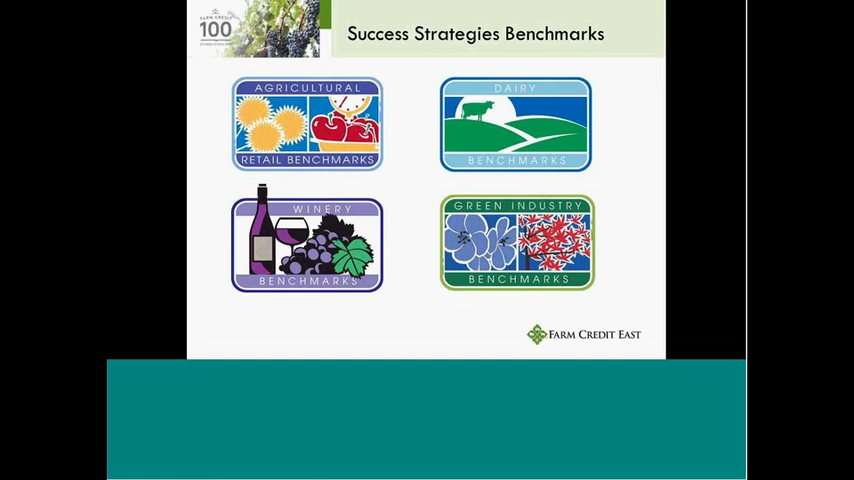 FARM CREDIT
100
Success Strategies Benchmarks
AGRICULTURAL
RETAIL BENCHMARKS
DAIRY
BENCHMARKS
WINERY
BENCHMARKS
GREEN INDUSTRY
BENCHMARKS
FARM CREDIT EAST